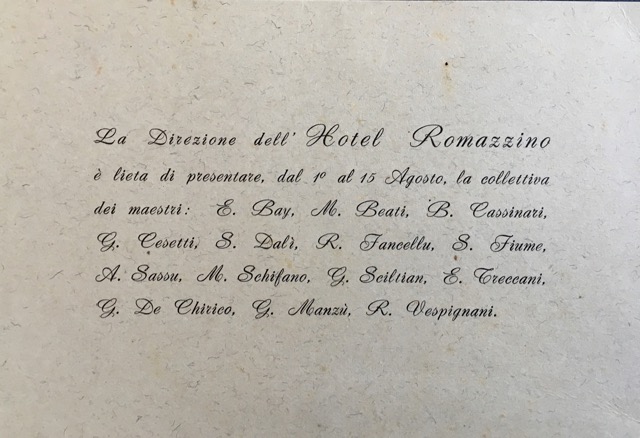 La Direzione dell' Hotel Romazzino
è lieta di presentare, dal 1° al 15 Agosto, la collettiva
dei maestri: E. Bay, M. Beati, B. Cassinari,
G. Cesetti, S. Dalì, R. Fancellu, S. Fiume,
A. Sassu, M. Schifano, G. Sciltian, E. Treccani,
G. De Chirico, G. Manzù, R. Vespignani.